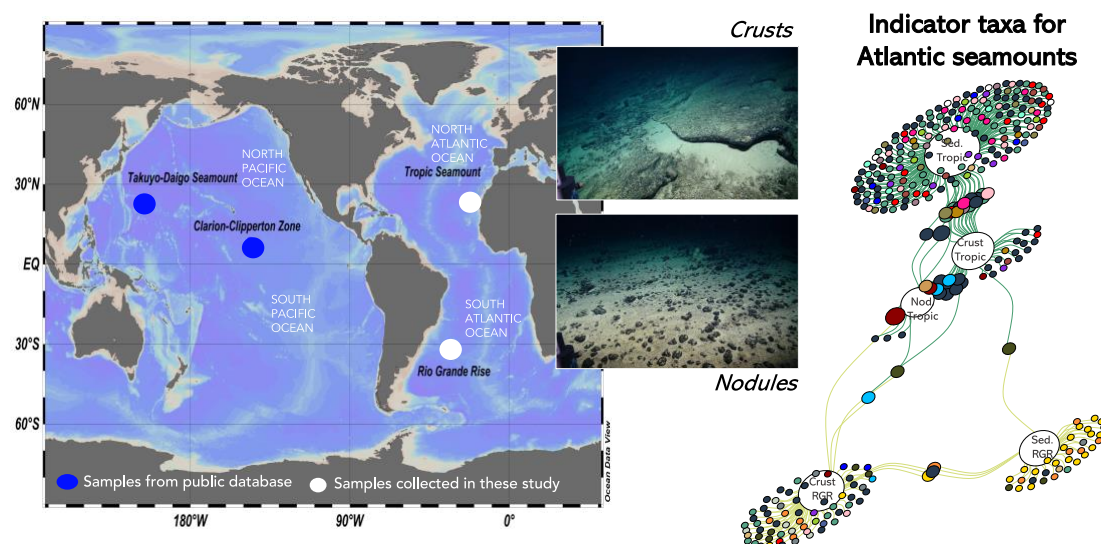 Crusts
Indicator taxa for
Atlantic seamounts
60°N
30°N
EQ
30°S
60°S
180°W
90°W
0°
NORTH
PACIFIC
OCEAN
NORTH
ATLANTIC
OCEAN
Takuyo-Daigo Seamount
Tropic Seamount
Clarion-Clipperton Zone
SOUTH
PACIFIC
OCEAN
SOUTH
ATLANTIC
OCEAN
Rio Grande Rise
Samples from public database
Samples collected in these study
Ocean Data View
Nodules
Sed.
Tropic
Crust
Tropic
Nod.
Tropic
Sed.
RGR
Crust
RGR